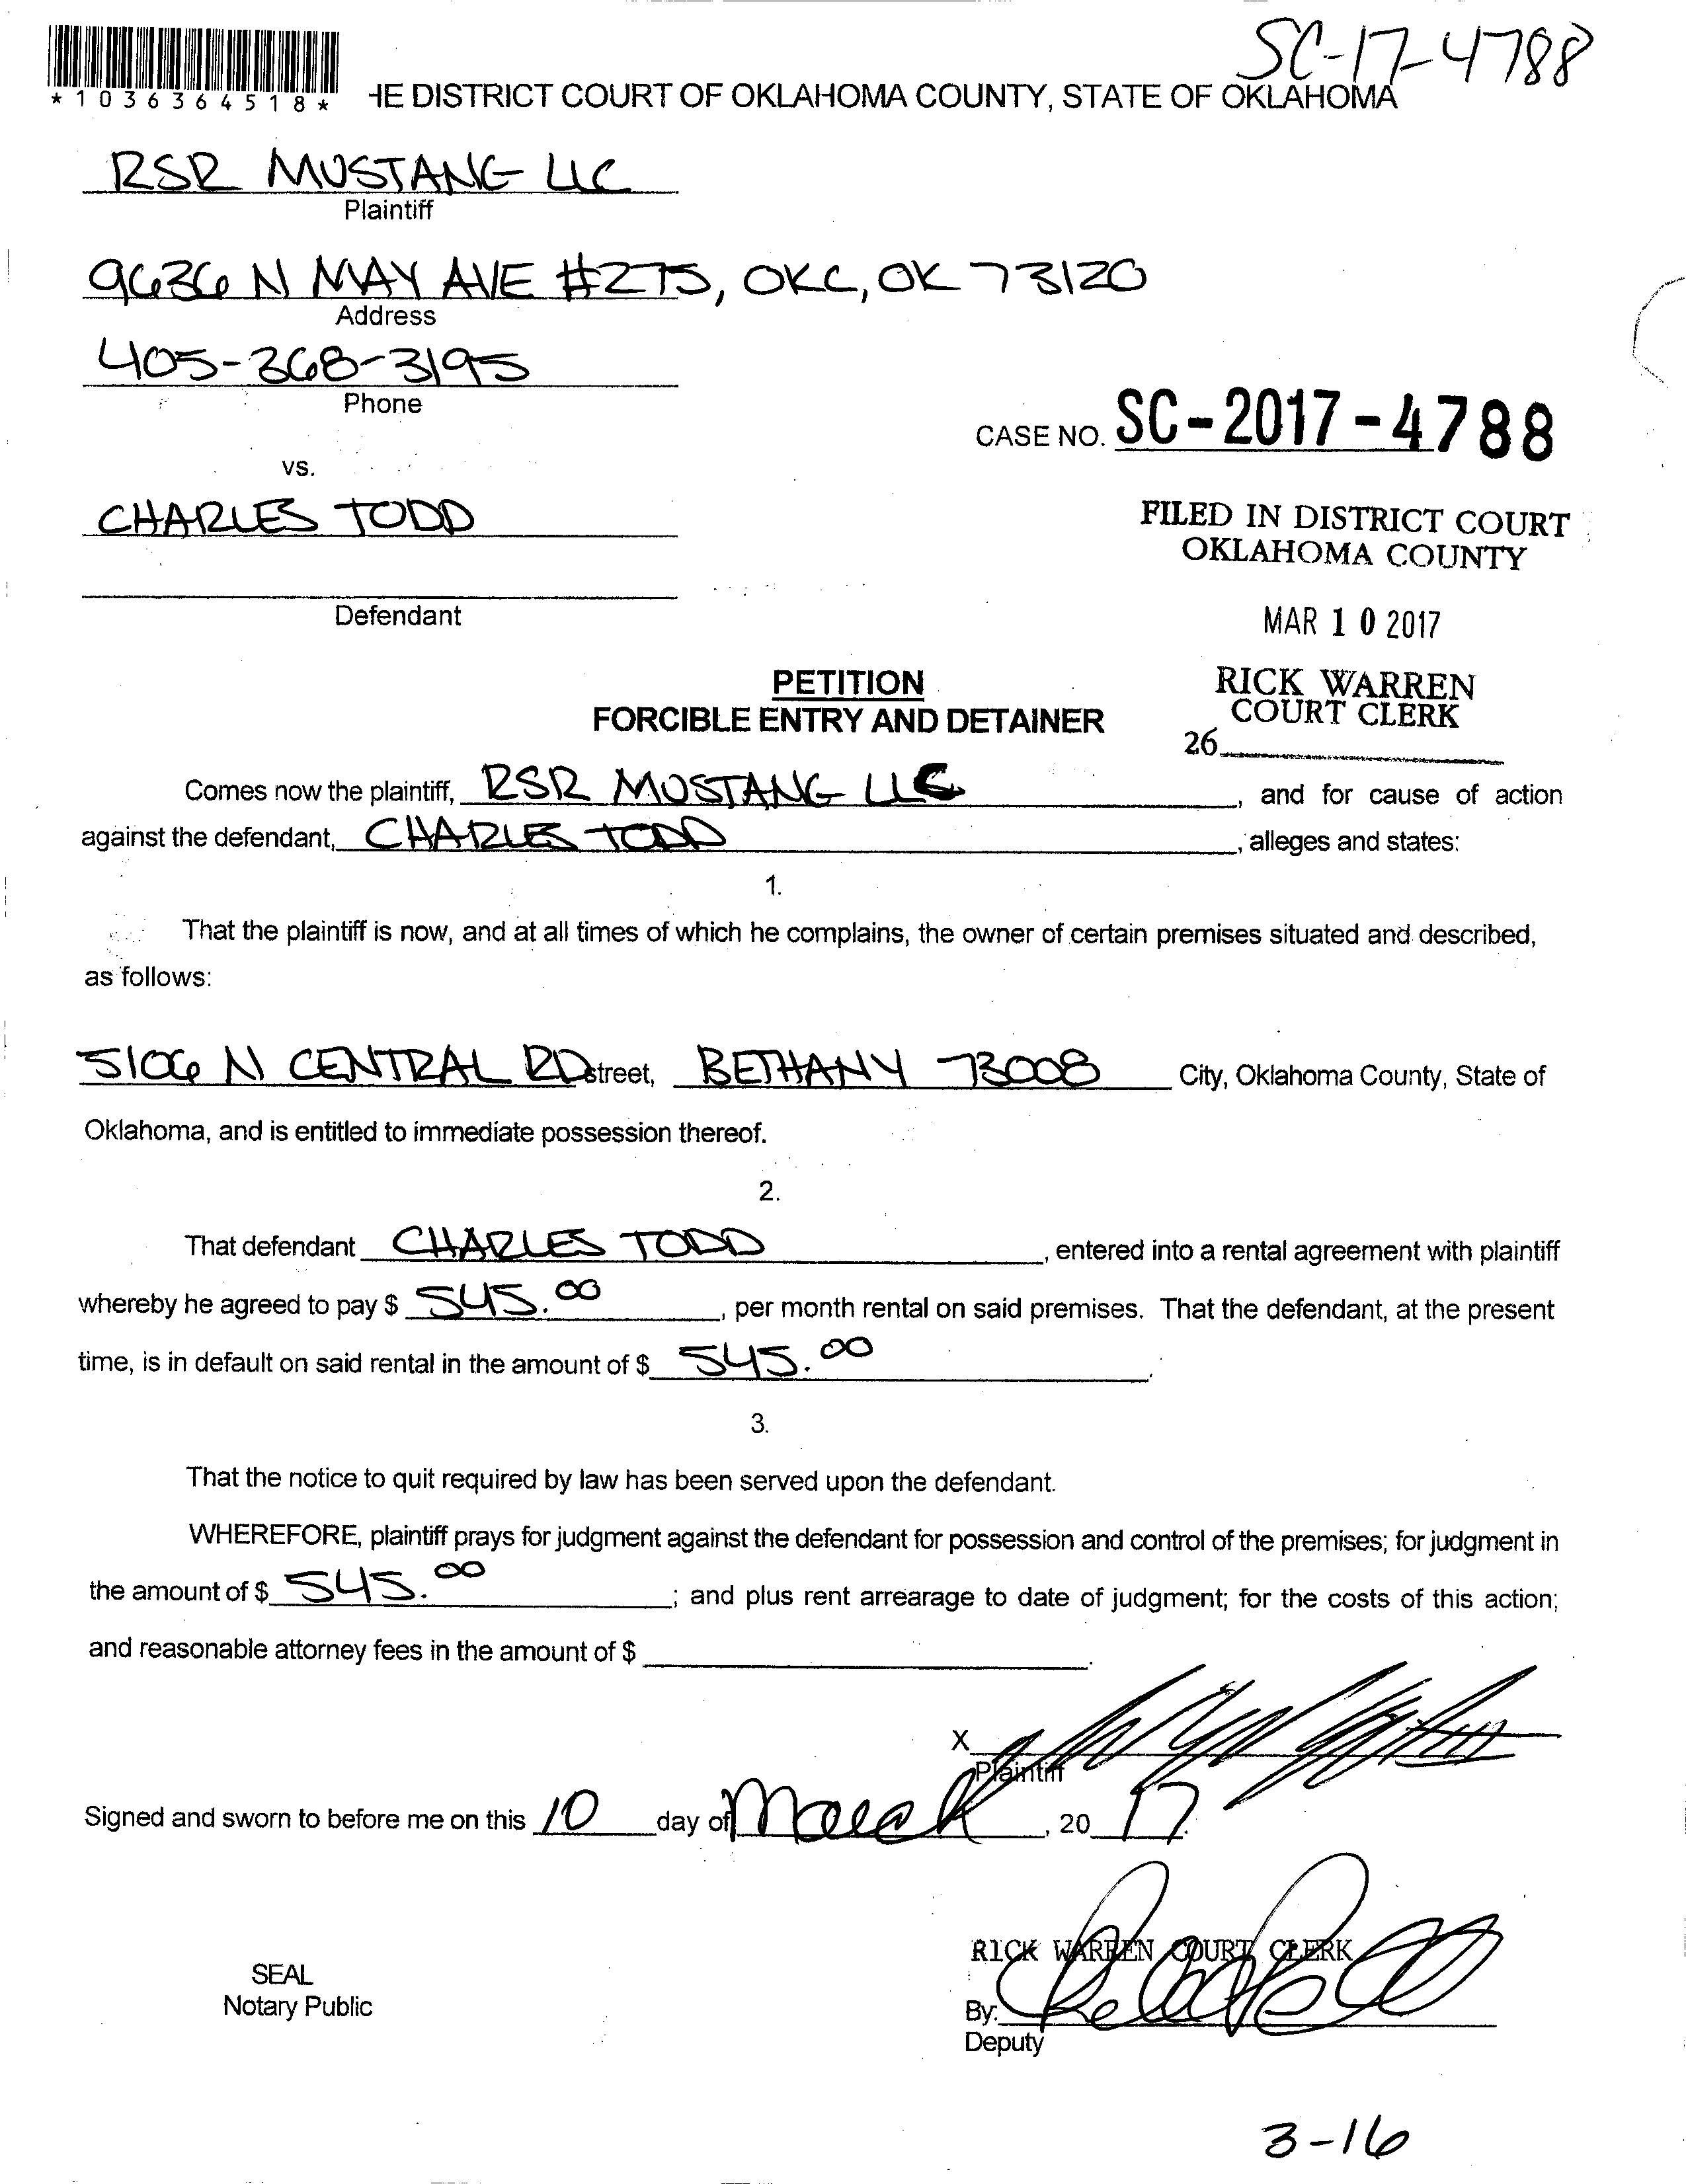 SC-17-4788
*1036364518*
HE DISTRICT COURT OF OKLAHOMA COUNTY, STATE OF OKLAHOMA
RSR MUSTANG LLC
Plaintiff
9636 N MAY AVE #275, OKC, OK 73120
Address
405-368-3195
Phone
CASE NO. SC-2017-4788
vs.
CHARLES TODD
FILED IN DISTRICT COURT
OKLAHOMA COUNTY
Defendant
MAR 10 2017
PETITION
FORCIBLE ENTRY AND DETAINER
RICK WARREN
COURT CLERK
26
Comes now the plaintiff, RSR MUSTANG LLC, and for cause of action
against the defendant, CHARLES TODD, alleges and states:
1.
That the plaintiff is now, and at all times of which he complains, the owner of certain premises situated and described,
as follows:
5106 N CENTRAL RD street, BETHANY 73008 City, Oklahoma County, State of
Oklahoma, and is entitled to immediate possession thereof.
2.
That defendant CHARLES TODD, entered into a rental agreement with plaintiff
whereby he agreed to pay $ 545.00, per month rental on said premises. That the defendant, at the present
time, is in default on said rental in the amount of $ 545.00.
3.
That the notice to quit required by law has been served upon the defendant.
WHEREFORE, plaintiff prays for judgment against the defendant for possession and control of the premises; for judgment in
the amount of $ 545.00; and plus rent arrearage to date of judgment; for the costs of this action;
and reasonable attorney fees in the amount of $ .
X
Plaintiff
Signed and sworn to before me on this 10 day of March, 2017.
RICK WARREN COURT CLERK
SEAL
Notary Public
By:
Deputy
3-16